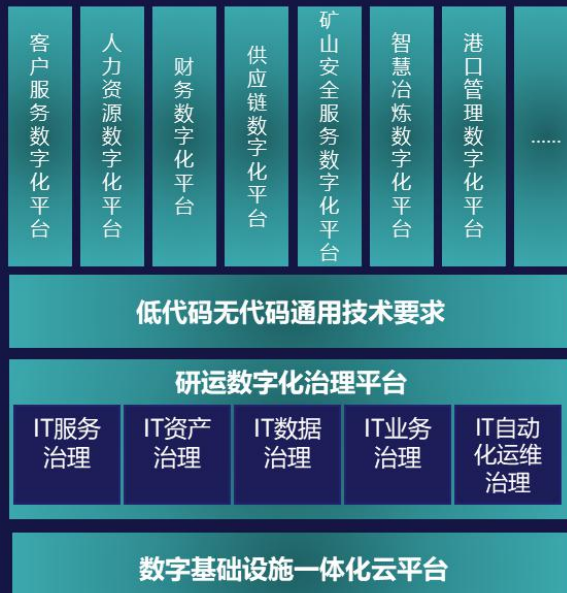 客户服务数字化平台
人力资源数字化平台
财务数字化平台
供应链数字化平台
矿山安全服务数字化平台
智慧冶炼数字化平台
港口管理数字化平台
......
低代码无代码通用技术要求
研运数字化治理平台
IT服务
治理
IT资产
治理
IT数据
治理
IT业务
治理
IT自动
化运维
治理
数字基础设施一体化云平台